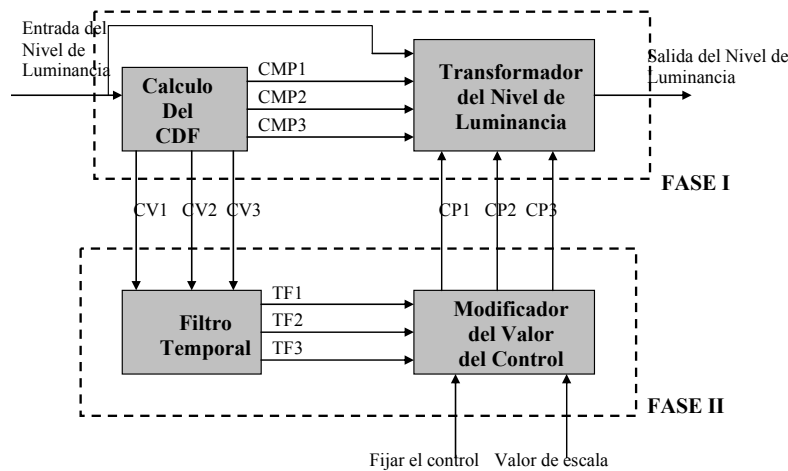 Entrada del
Nivel de
Luminancia
Calculo
Del
CDF
CMP1
CMP2
CMP3
Transformador
del Nivel de
Luminancia
Salida del Nivel de
Luminancia
FASE I
CV1
CV2
CV3
CP1
CP2
CP3
Filtro
Temporal
TF1
TF2
TF3
Modificador
del Valor
del Control
FASE II
Fijar el control
Valor de escala